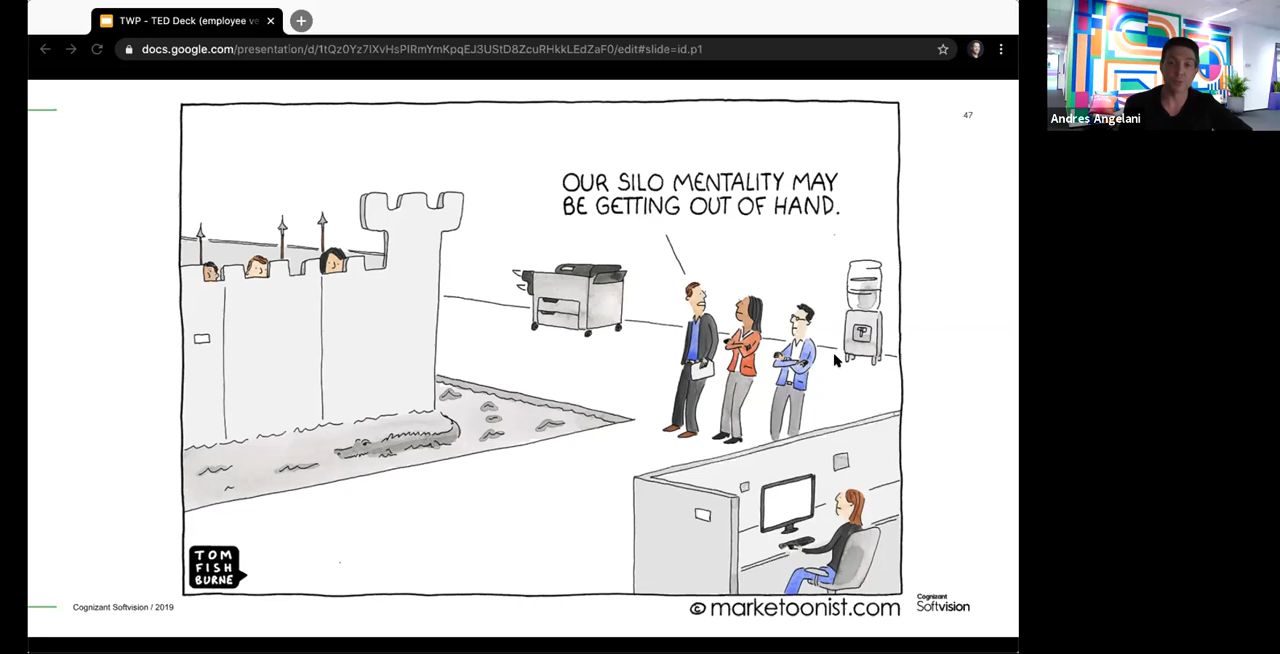 TWP - TED Deck (employee ve
docs.google.com/presentation/d/1tQz0Yz7IXvHsPIRmYmKpqEJ3UStD8ZcuRHkkLEdZaF0/edit#slide=id.p1
Andres Angelani
47
OUR SILO MENTALITY MAY
BE GETTING OUT OF HAND.
TOM
FISH
BURNE
© marketoonist.com
Cognizant Softvision / 2019
Cognizant
Softvision